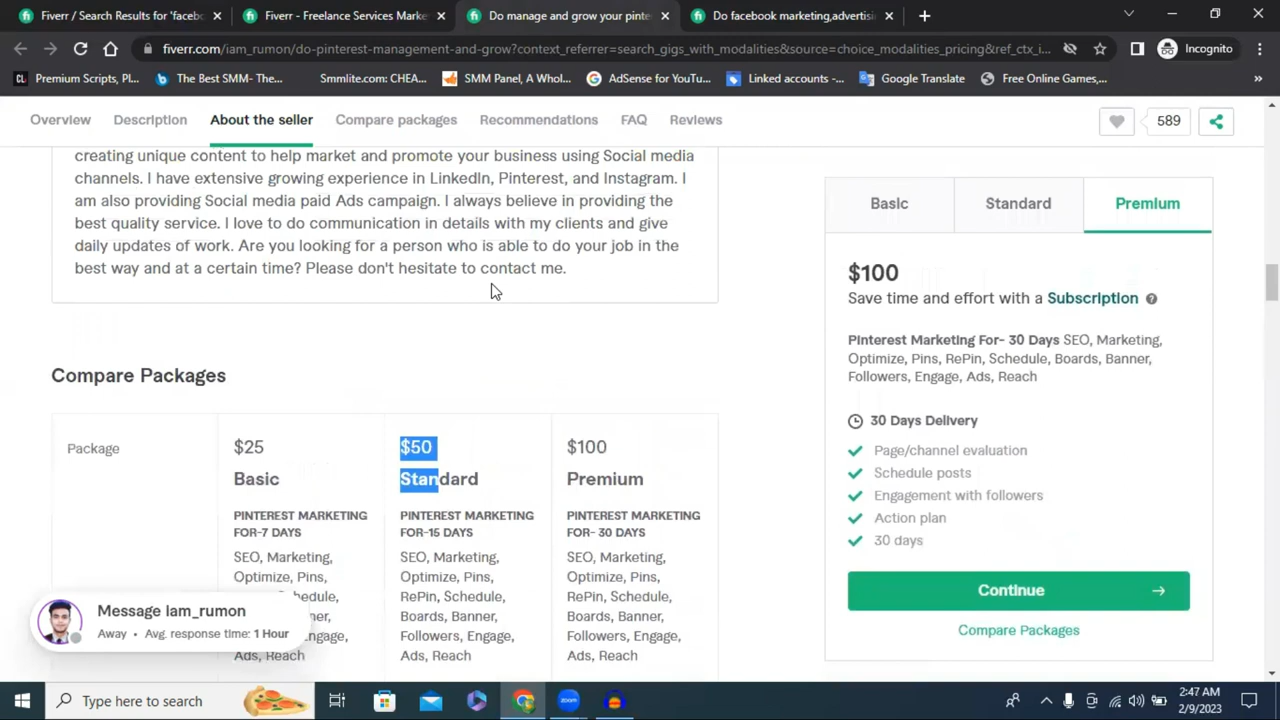 Fiverr / Search Results for 'facebo
Fiverr - Freelance Services Marke
Do manage and grow your pinte
Do facebook marketing,advertisi
fiverr.com/iam_rumon/do-pinterest-management-and-grow?context_referrer=search_gigs_with_modalities&source=choice_modalities_pricing&ref_ctx_i...
Incognito
Premium Scripts, Pl...
The Best SMM- The...
Smmlite.com: CHEA...
SMM Panel, A Whol...
AdSense for YouTu...
Linked accounts -...
Google Translate
Free Online Games,...
Overview
Description
About the seller
Compare packages
Recommendations
FAQ
Reviews
589
creating unique content to help market and promote your business using Social media
channels. I have extensive growing experience in LinkedIn, Pinterest, and Instagram. I
am also providing Social media paid Ads campaign. I always believe in providing the
best quality service. I love to do communication in details with my clients and give
daily updates of work. Are you looking for a person who is able to do your job in the
best way and at a certain time? Please don't hesitate to contact me.
Compare Packages
Package
$25
Basic
PINTEREST MARKETING
FOR-7 DAYS
SEO, Marketing,
Optimize, Pins,
Ads, Reach
$50
Standard
PINTEREST MARKETING
FOR-15 DAYS
SEO, Marketing,
Optimize, Pins,
RePin, Schedule,
Boards, Banner,
Followers, Engage,
Ads, Reach
$100
Premium
PINTEREST MARKETING
FOR- 30 DAYS
SEO, Marketing,
Optimize, Pins,
RePin, Schedule,
Boards, Banner,
Followers, Engage,
Ads, Reach
Message Iam_rumon
Away • Avg. response time: 1 Hour
Basic
Standard
Premium
$100
Save time and effort with a Subscription
Pinterest Marketing For- 30 Days SEO, Marketing,
Optimize, Pins, RePin, Schedule, Boards, Banner,
Followers, Engage, Ads, Reach
30 Days Delivery
Page/channel evaluation
Schedule posts
Engagement with followers
Action plan
30 days
Continue
Compare Packages
Type here to search
zoom
2:47 AM
2/9/2023